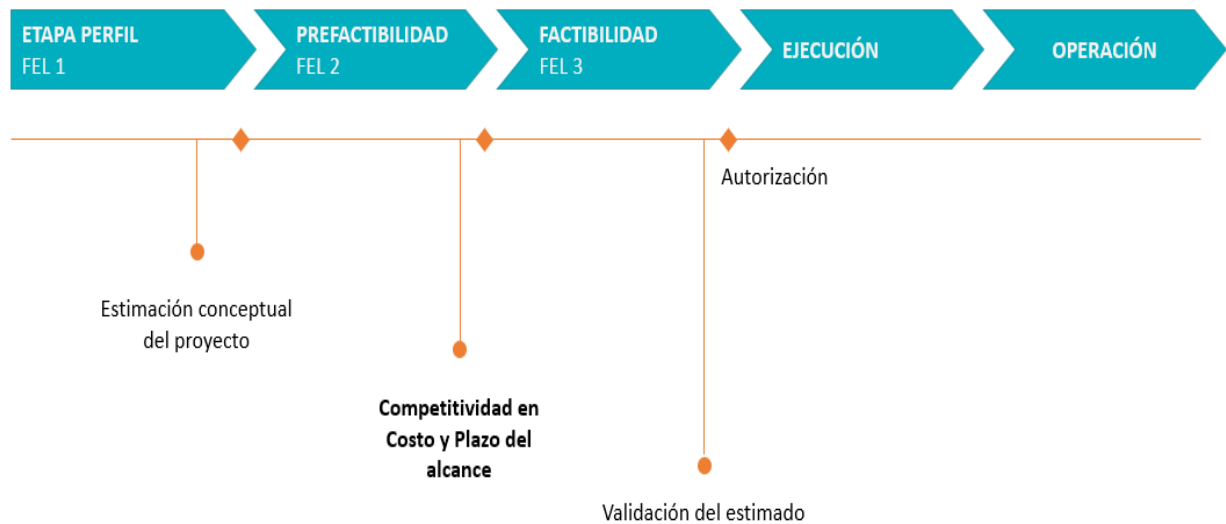 ETAPA PERFIL
FEL 1
PREFACTIBILIDAD
FEL 2
FACTIBILIDAD
FEL 3
EJECUCIÓN
OPERACIÓN
Autorización
Estimación conceptual
del proyecto
Competitividad en
Costo y Plazo del
alcance
Validación del estimado